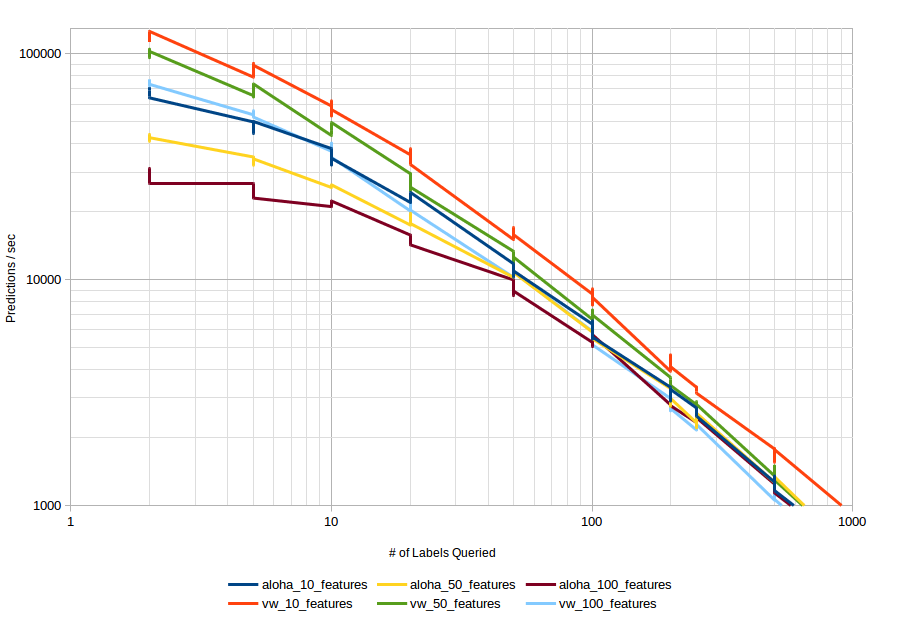 100000
10000
1000
Predictions / sec
1 10 100 1000
# of Labels Queried
aloha_10_features aloha_50_features aloha_100_features
vw_10_features vw_50_features vw_100_features